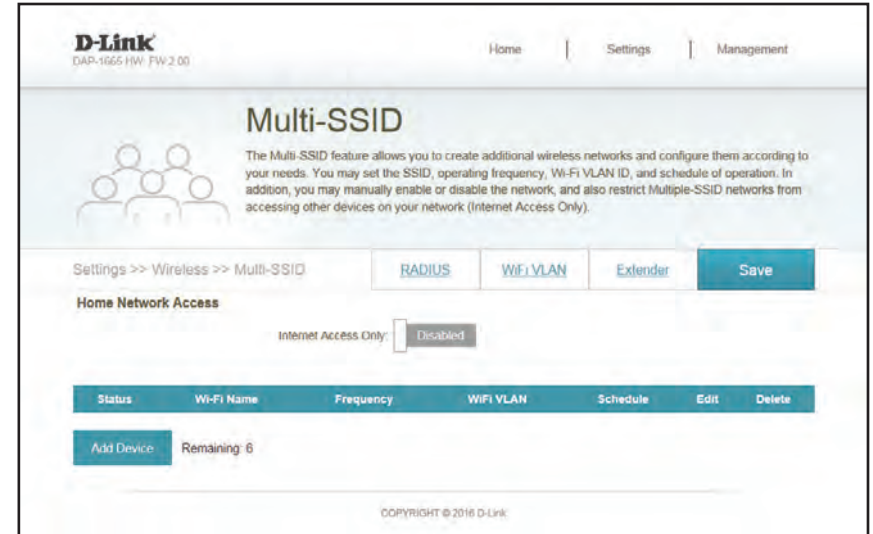 D-Link
DAP-1665 HW: FW:2.00
Home | Settings | Management
Multi-SSID
The Multi-SSID feature allows you to create additional wireless networks and configure them according to
your needs. You may set the SSID, operating frequency, Wi-Fi VLAN ID, and schedule of operation. In
addition, you may manually enable or disable the network, and also restrict Multiple-SSID networks from
accessing other devices on your network (Internet Access Only).
Settings >> Wireless >> Multi-SSID RADIUS WiFi VLAN Extender Save
Home Network Access
Internet Access Only: Disabled
Status Wi-Fi Name Frequency WiFi VLAN Schedule Edit Delete
Add Device Remaining: 6
COPYRIGHT © 2016 D-Link